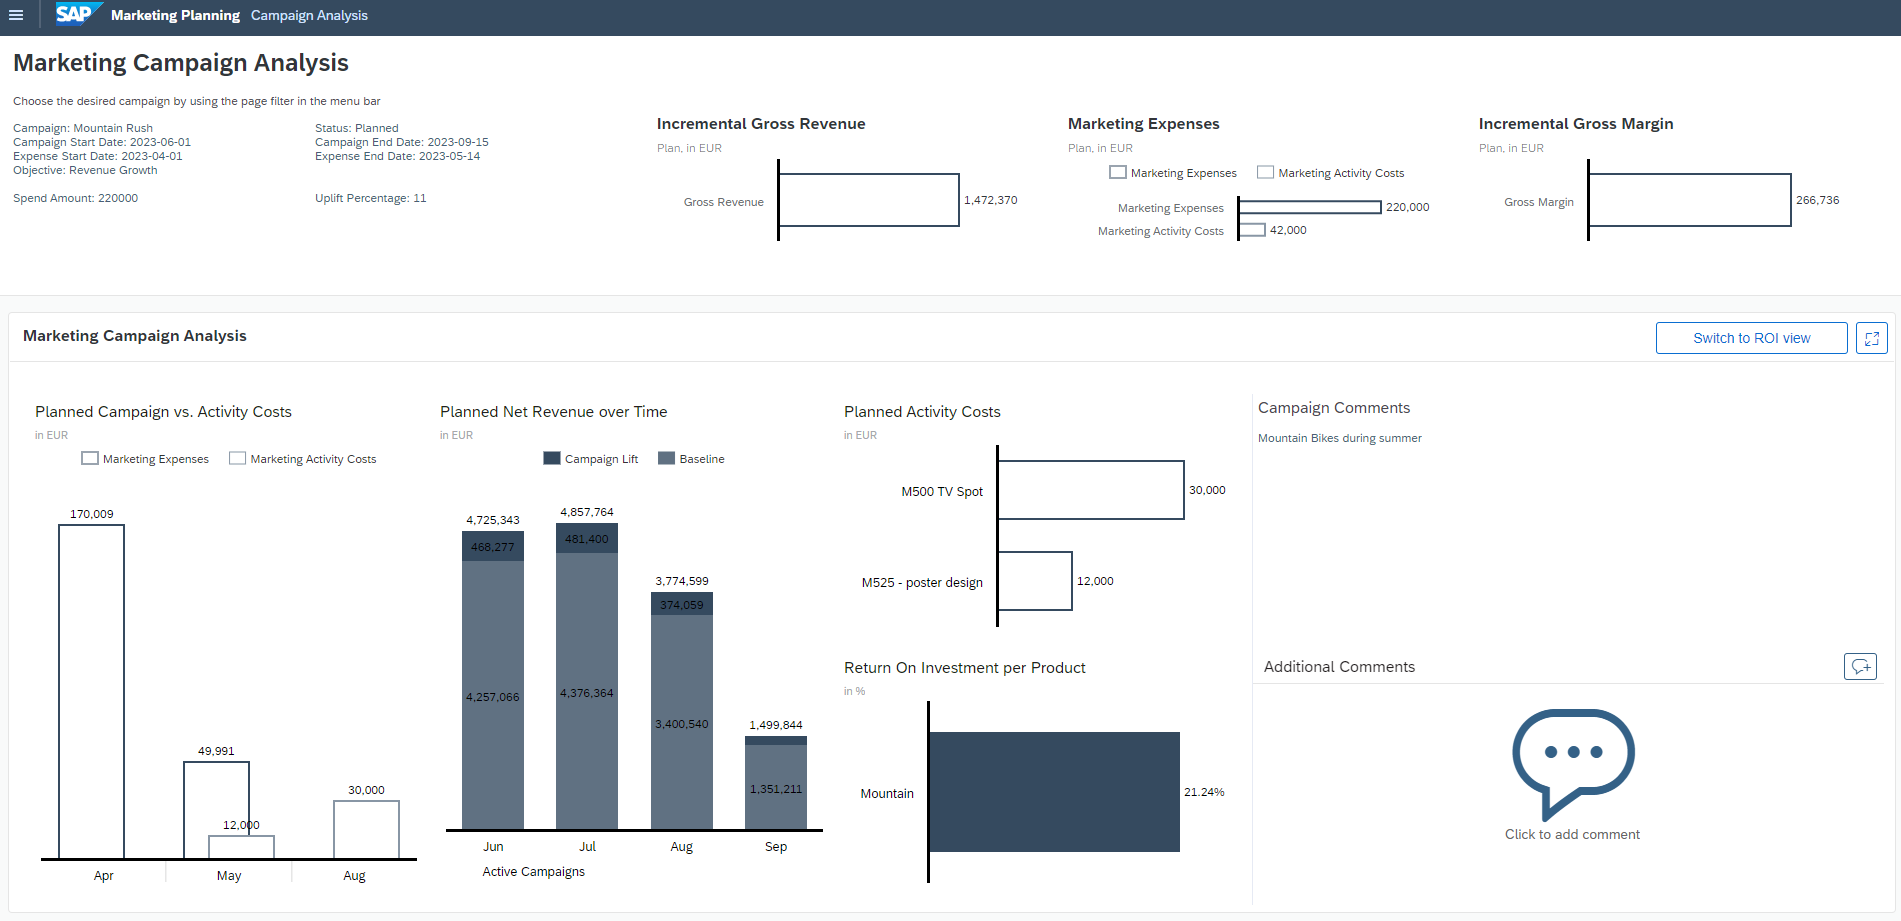 SAP Marketing Planning Campaign Analysis
Marketing Campaign Analysis
Choose the desired campaign by using the page filter in the menu bar
Campaign: Mountain Rush
Campaign Start Date: 2023-06-01
Expense Start Date: 2023-04-01
Objective: Revenue Growth
Spend Amount: 220000
Status: Planned
Campaign End Date: 2023-09-15
Expense End Date: 2023-05-14
Uplift Percentage: 11
Incremental Gross Revenue
Plan, in EUR
Gross Revenue 1,472,370
Marketing Expenses
Plan, in EUR
Marketing Expenses Marketing Activity Costs
Marketing Expenses 220,000
Marketing Activity Costs 42,000
Incremental Gross Margin
Plan, in EUR
Gross Margin 266,736
Marketing Campaign Analysis
Switch to ROI view
Planned Campaign vs. Activity Costs
in EUR
Marketing Expenses Marketing Activity Costs
170,009
49,991
30,000
12,000
Apr May Aug
Planned Net Revenue over Time
in EUR
Campaign Lift Baseline
4,725,343 4,857,764
468,277 481,400
3,774,599
374,059
4,257,066 4,376,364
3,400,540 1,499,844
1,351,211
Jun Jul Aug Sep
Active Campaigns
Planned Activity Costs
in EUR
M500 TV Spot 30,000
M525 - poster design 12,000
Return On Investment per Product
in %
Mountain 21.24%
Campaign Comments
Mountain Bikes during summer
Additional Comments
Click to add comment